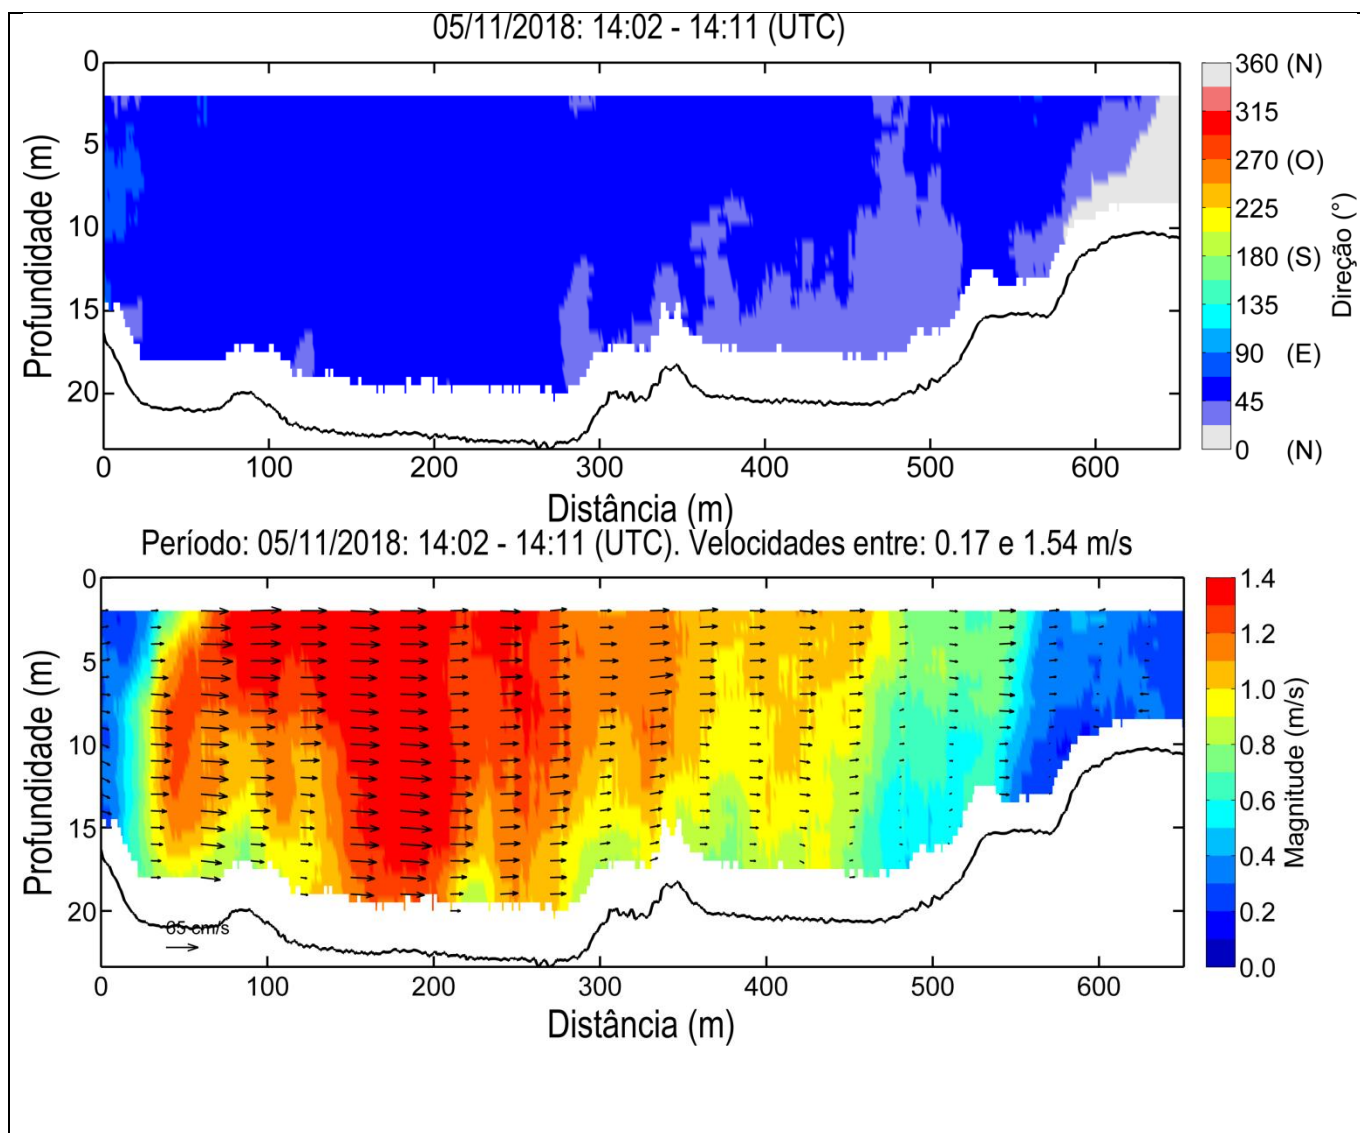 05/11/2018: 14:02 - 14:11 (UTC)
0
5
10
15
20
Profundidade (m)
0 100 200 300 400 500 600
Distância (m)
360 (N)
315
270 (O)
225
180 (S)
135
90 (E)
45
0 (N)
Direção (°)
Período: 05/11/2018: 14:02 - 14:11 (UTC). Velocidades entre: 0.17 e 1.54 m/s
0
5
10
15
20
Profundidade (m)
65 cm/s
0 100 200 300 400 500 600
Distância (m)
1.4
1.2
1.0
0.8
0.6
0.4
0.2
0.0
Magnitude (m/s)